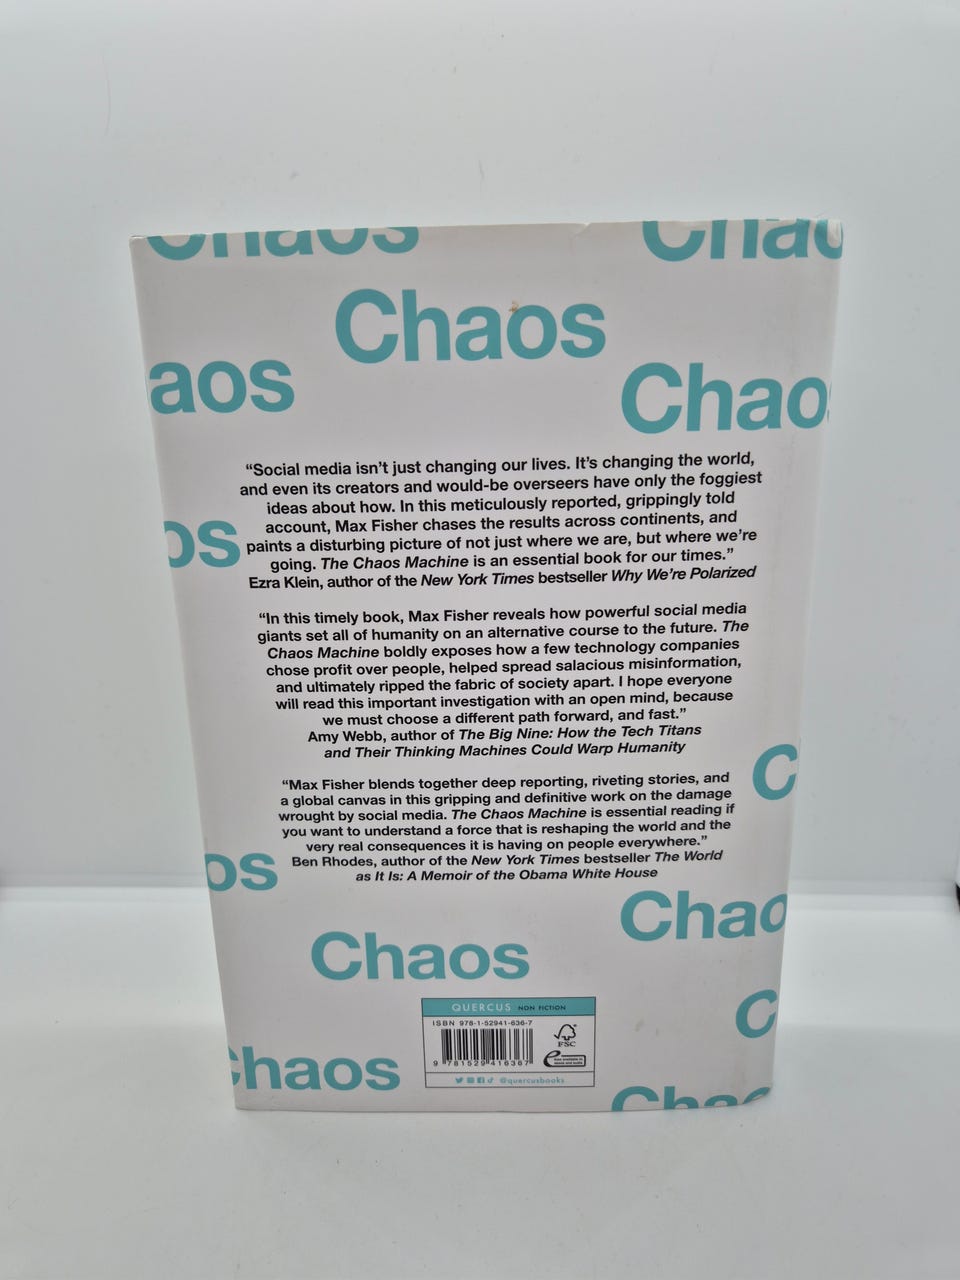 Chaos
Chao
Chaos
aos
Chao
"Social media isn't just changing our lives. It's changing the world,
and even its creators and would-be overseers have only the foggiest
ideas about how. In this meticulously reported, grippingly told
account, Max Fisher chases the results across continents, and
os
paints a disturbing picture of not just where we are, but where we're
going. The Chaos Machine is an essential book for our times."
Ezra Klein, author of the New York Times bestseller Why We're Polarized
"In this timely book, Max Fisher reveals how powerful social media
giants set all of humanity on an alternative course to the future. The
Chaos Machine boldly exposes how a few technology companies
chose profit over people, helped spread salacious misinformation,
and ultimately ripped the fabric of society apart. I hope everyone
will read this important investigation with an open mind, because
we must choose a different path forward, and fast."
Amy Webb, author of The Big Nine: How the Tech Titans
and Their Thinking Machines Could Warp Humanity
C
"Max Fisher blends together deep reporting, riveting stories, and
a global canvas in this gripping and definitive work on the damage
wrought by social media. The Chaos Machine is essential reading if
you want to understand a force that is reshaping the world and the
very real consequences it is having on people everywhere."
Ben Rhodes, author of the New York Times bestseller The World
as It Is: A Memoir of the Obama White House
os
Chao
Chaos
QUERCUS NON FICTION
ISBN 978-1-52941-636-7
9 781529 416367
FSC
C
@quercusbooks
Chaos
Chao